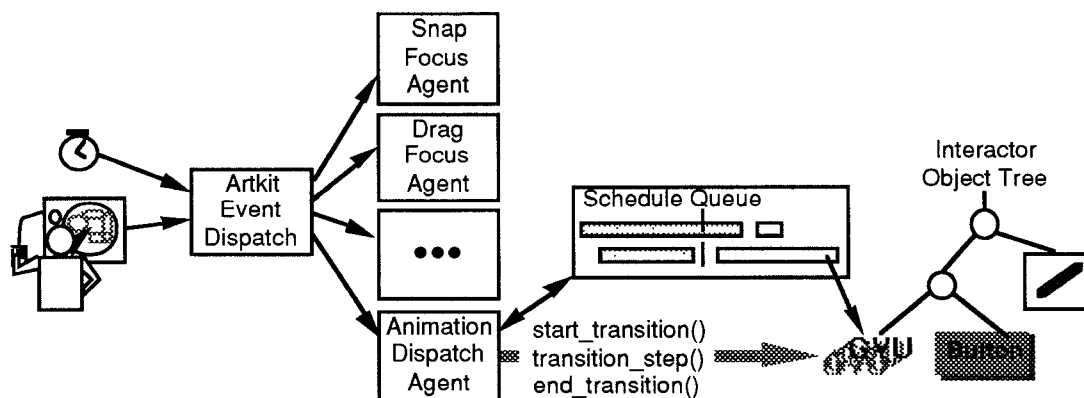 Snap
Focus
Agent
Drag
Focus
Agent
Artkit
Event
Dispatch
Animation
Dispatch
Agent
Schedule Queue
start_transition()
transition_step()
end_transition()
Interactor
Object Tree
GVU
Button